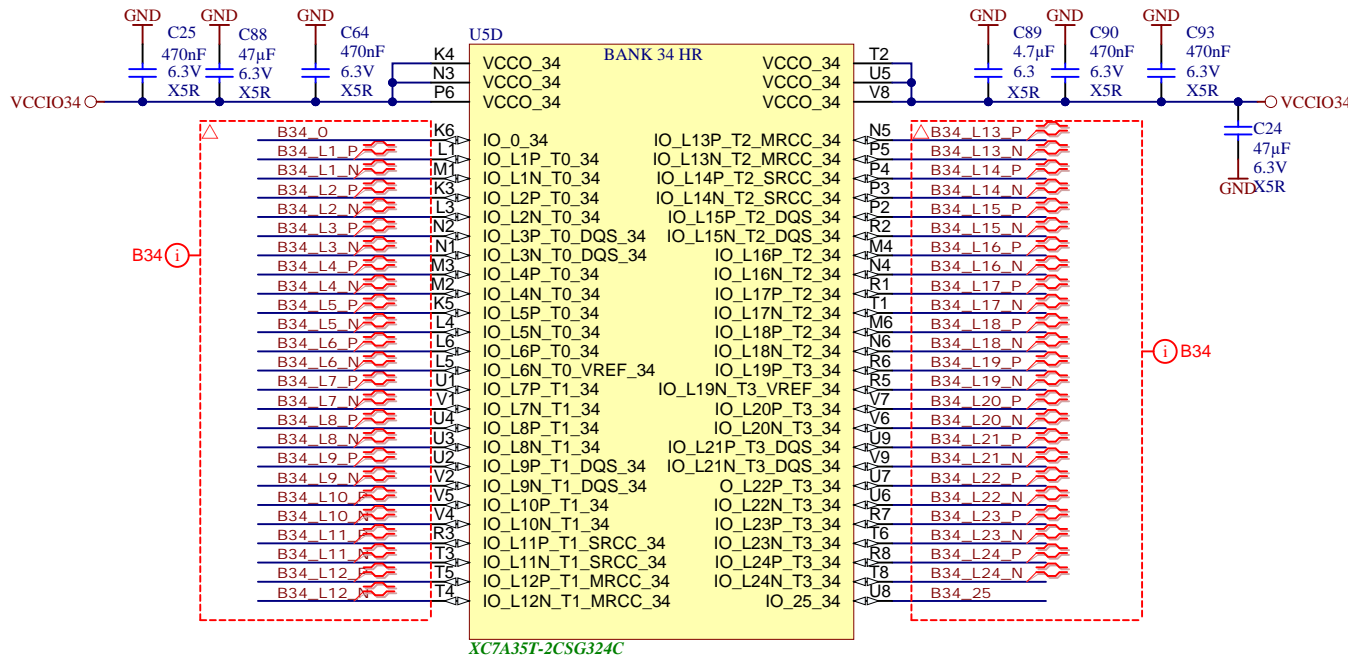 GND GND GND GND GND GND
C25 C88 C64 U5D C89 C90 C93
470nF 47µF 470nF BANK 34 HR 4.7µF 470nF 470nF
6.3V 6.3V 6.3V 6.3 6.3V 6.3V
X5R X5R X5R X5R X5R X5R
K4 VCCO_34 VCCO_34 T2
N3 VCCO_34 VCCO_34 U5
P6 VCCO_34 VCCO_34 V8
VCCIO34 VCCIO34
C24
47µF
6.3V
X5R
GND
B34_0 K6 IO_0_34 IO_L13P_T2_MRCC_34 N5 B34_L13_P
B34_L1_P L1 IO_L1P_T0_34 IO_L13N_T2_MRCC_34 P5 B34_L13_N
B34_L1_N M1 IO_L1N_T0_34 IO_L14P_T2_SRCC_34 P4 B34_L14_P
B34_L2_P K3 IO_L2P_T0_34 IO_L14N_T2_SRCC_34 P3 B34_L14_N
B34_L2_N L3 IO_L2N_T0_34 IO_L15P_T2_DQS_34 P2 B34_L15_P
B34_L3_P N2 IO_L3P_T0_DQS_34 IO_L15N_T2_DQS_34 R2 B34_L15_N
B34 i B34_L3_N N1 IO_L3N_T0_DQS_34 IO_L16P_T2_34 M4 B34_L16_P
B34_L4_P M3 IO_L4P_T0_34 IO_L16N_T2_34 N4 B34_L16_N
B34_L4_N M2 IO_L4N_T0_34 IO_L17P_T2_34 R1 B34_L17_P
B34_L5_P K5 IO_L5P_T0_34 IO_L17N_T2_34 T1 B34_L17_N
B34_L5_N L4 IO_L5N_T0_34 IO_L18P_T2_34 M6 B34_L18_P
B34_L6_P L6 IO_L6P_T0_34 IO_L18N_T2_34 N6 B34_L18_N i B34
B34_L6_N L5 IO_L6N_T0_VREF_34 IO_L19P_T3_34 R6 B34_L19_P
B34_L7_P U1 IO_L7P_T1_34 IO_L19N_T3_VREF_34 R5 B34_L19_N
B34_L7_N V1 IO_L7N_T1_34 IO_L20P_T3_34 V7 B34_L20_P
B34_L8_P U4 IO_L8P_T1_34 IO_L20N_T3_34 V6 B34_L20_N
B34_L8_N U3 IO_L8N_T1_34 IO_L21P_T3_DQS_34 U9 B34_L21_P
B34_L9_P U2 IO_L9P_T1_DQS_34 IO_L21N_T3_DQS_34 V9 B34_L21_N
B34_L9_N V2 IO_L9N_T1_DQS_34 O_L22P_T3_34 U7 B34_L22_P
B34_L10_P V5 IO_L10P_T1_34 IO_L22N_T3_34 U6 B34_L22_N
B34_L10_N V4 IO_L10N_T1_34 IO_L23P_T3_34 R7 B34_L23_P
B34_L11_P R3 IO_L11P_T1_SRCC_34 IO_L23N_T3_34 T6 B34_L23_N
B34_L11_N T3 IO_L11N_T1_SRCC_34 IO_L24P_T3_34 R8 B34_L24_P
B34_L12_P T5 IO_L12P_T1_MRCC_34 IO_L24N_T3_34 T8 B34_L24_N
B34_L12_N T4 IO_L12N_T1_MRCC_34 IO_25_34 U8 B34_25
XC7A35T-2CSG324C